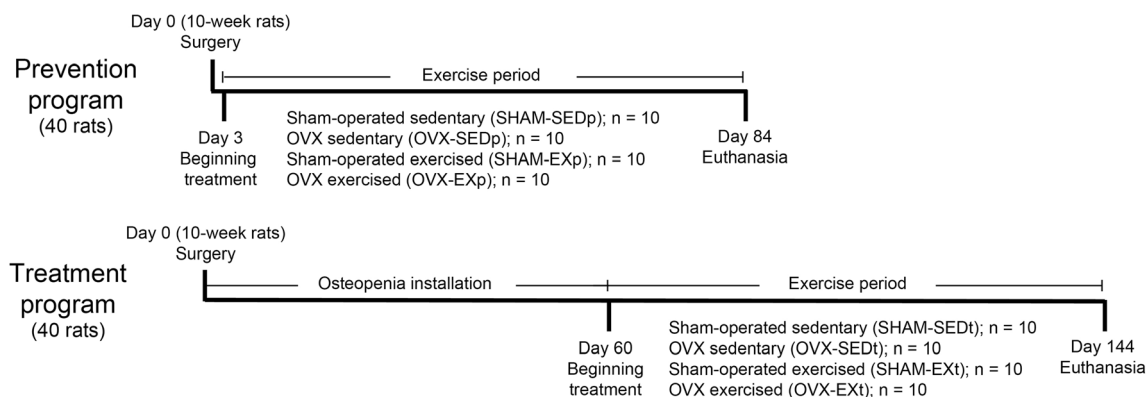 Day 0 (10-week rats)
Surgery
Prevention
program
(40 rats)
Exercise period
Day 3
Beginning
treatment
Sham-operated sedentary (SHAM-SEDp); n = 10
OVX sedentary (OVX-SEDp); n = 10
Sham-operated exercised (SHAM-EXp); n = 10
OVX exercised (OVX-EXp); n = 10
Day 84
Euthanasia
Day 0 (10-week rats)
Surgery
Treatment
program
(40 rats)
Osteopenia installation
Exercise period
Day 60
Beginning
treatment
Sham-operated sedentary (SHAM-SEDt); n = 10
OVX sedentary (OVX-SEDt); n = 10
Sham-operated exercised (SHAM-EXt); n = 10
OVX exercised (OVX-EXt); n = 10
Day 144
Euthanasia